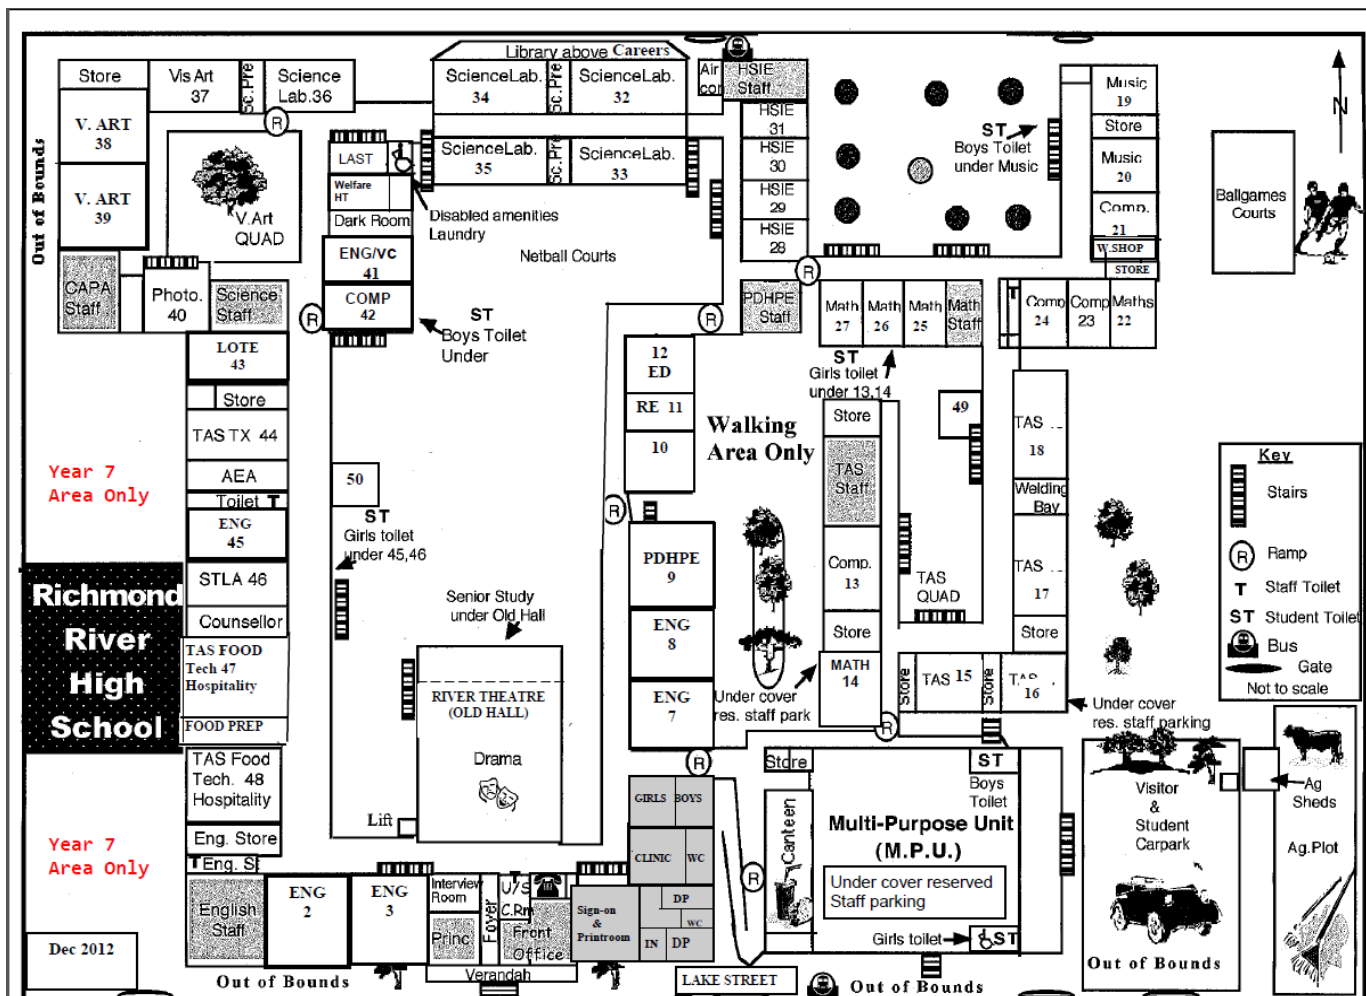 Library above Careers
Store
Vis Art
37
Sc.Pre
Science
Lab.36
ScienceLab.
34
Sc.Pre
ScienceLab.
32
Air
con
HSIE
Staff
Music
19
Store
Music
20
Comp.
21
W.SHOP
STORE
N
V. ART
38
V. ART
39
Out of Bounds
R
V.Art
QUAD
LAST
Welfare
HT
Dark Room
ENG/VC
41
COMP
42
ScienceLab.
35
Sc.Pre
ScienceLab.
33
Disabled amenities
Laundry
Netball Courts
HSIE
31
HSIE
30
HSIE
29
HSIE
28
ST
Boys Toilet
under Music
Ballgames
Courts
CAPA
Staff
Photo.
40
Science
Staff
R
ST
Boys Toilet
Under
R
R
PDHPE
Staff
Math
27
Math
26
Math
25
Math
Staff
T
Comp
24
Comp
23
Maths
22
LOTE
43
Store
TAS TX 44
AEA
Toilet T
ENG
45
STLA 46
Counsellor
TAS FOOD
Tech 47
Hospitality
FOOD PREP
TAS Food
Tech. 48
Hospitality
Eng. Store
T
Eng. S
Year 7
Area Only
Richmond
River
High
School
Year 7
Area Only
50
ST
Girls toilet
under 45,46
Senior Study
under Old Hall
RIVER THEATRE
(OLD HALL)
Drama
Lift
12
ED
RE 11
10
R
PDHPE
9
ENG
8
ENG
7
R
Walking
Area Only
ST
Girls toilet
under 13,14
Store
TAS
Staff
Comp.
13
Store
MATH
14
Under cover
res. staff park
49
TAS
QUAD
TAS
18
Welding
Bay
TAS
17
Store
Store
TAS 15
Store
TAS
16
R
Under cover
res. staff parking
Key
Stairs
R
Ramp
T
Staff Toilet
ST
Student Toilet
Bus
Gate
Not to scale
GIRLS
BOYS
CLINIC
WC
DP
WC
IN
DP
Sign-on
&
Printroom
Store
Canteen
R
ST
Boys
Toilet
Multi-Purpose Unit
(M.P.U.)
Under cover reserved
Staff parking
Girls toilet
ST
Visitor
&
Student
Carpark
Out of Bounds
Ag
Sheds
Ag.Plot
English
Staff
ENG
2
ENG
3
Interview
Room
Princ
Foyer
U/S
C.Rm
Front
Office
Verandah
Dec 2012
Out of Bounds
LAKE STREET
Out of Bounds